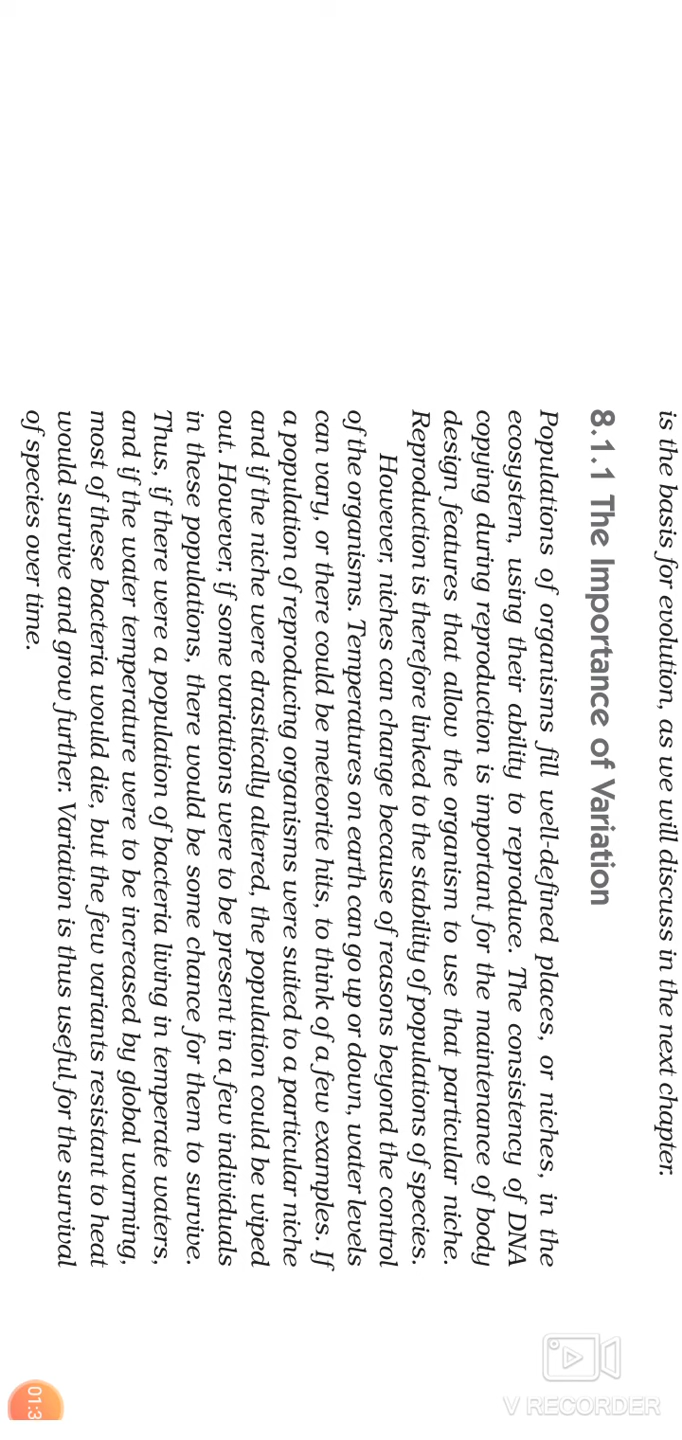 is the basis for evolution, as we will discuss in the next chapter.
8.1.1 The Importance of Variation
Populations of organisms fill well-defined places, or niches, in the
ecosystem, using their ability to reproduce. The consistency of DNA
copying during reproduction is important for the maintenance of body
design features that allow the organism to use that particular niche.
Reproduction is therefore linked to the stability of populations of species.
However, niches can change because of reasons beyond the control
of the organisms. Temperatures on earth can go up or down, water levels
can vary, or there could be meteorite hits, to think of a few examples. If
a population of reproducing organisms were suited to a particular niche
and if the niche were drastically altered, the population could be wiped
out. However, if some variations were to be present in a few individuals
in these populations, there would be some chance for them to survive.
Thus, if there were a population of bacteria living in temperate waters,
and if the water temperature were to be increased by global warming,
most of these bacteria would die, but the few variants resistant to heat
would survive and grow further. Variation is thus useful for the survival
of species over time.
V RECORDER
01:3